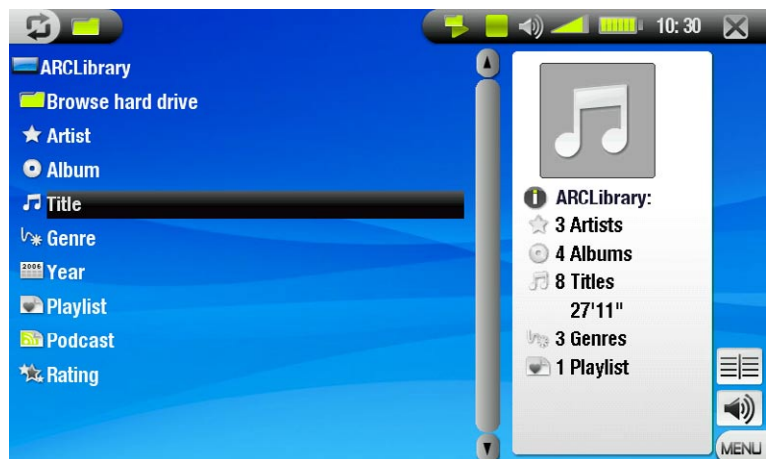 10:30
ARCLibrary
Browse hard drive
Artist
Album
Title
Genre
2006
Year
Playlist
Podcast
Rating
ARCLibrary:
3 Artists
4 Albums
8 Titles
27'11"
3 Genres
1 Playlist
MENU